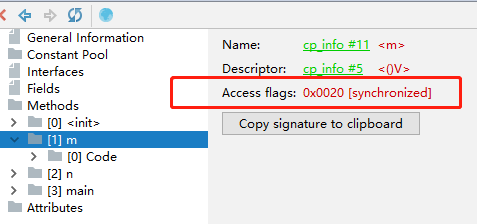 General Information
Constant Pool
Interfaces
Fields
Methods
[0] <init>
[1] m
[0] Code
[2] n
[3] main
Attributes
Name: cp_info #11 <m>
Descriptor: cp_info #5 <()V>
Access flags: 0x0020 [synchronized]
Copy signature to clipboard